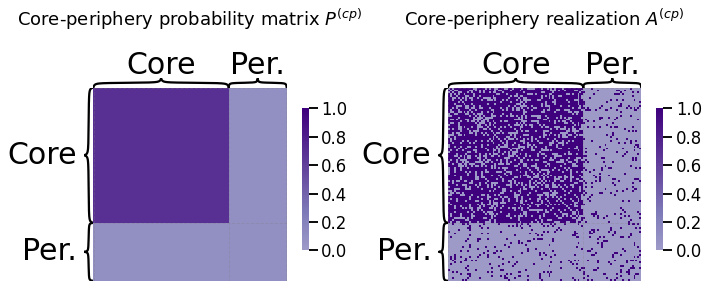 Core-periphery probability matrix P^(cp)
Core-periphery realization A^(cp)
Core
Per.
Core
Per.
1.0
0.8
0.6
0.4
0.2
0.0
Core
Per.
Core
Per.
1.0
0.8
0.6
0.4
0.2
0.0